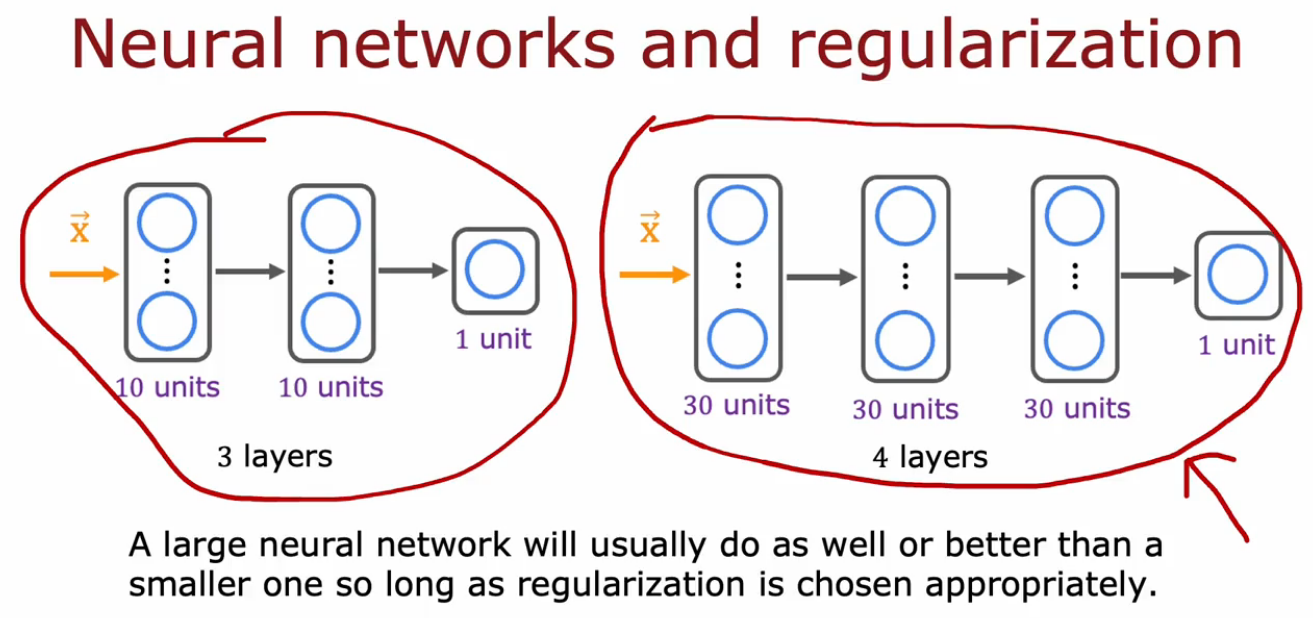 Neural networks and regularization
x⃗
10 units
10 units
1 unit
3 layers
x⃗
30 units
30 units
30 units
1 unit
4 layers
A large neural network will usually do as well or better than a
smaller one so long as regularization is chosen appropriately.